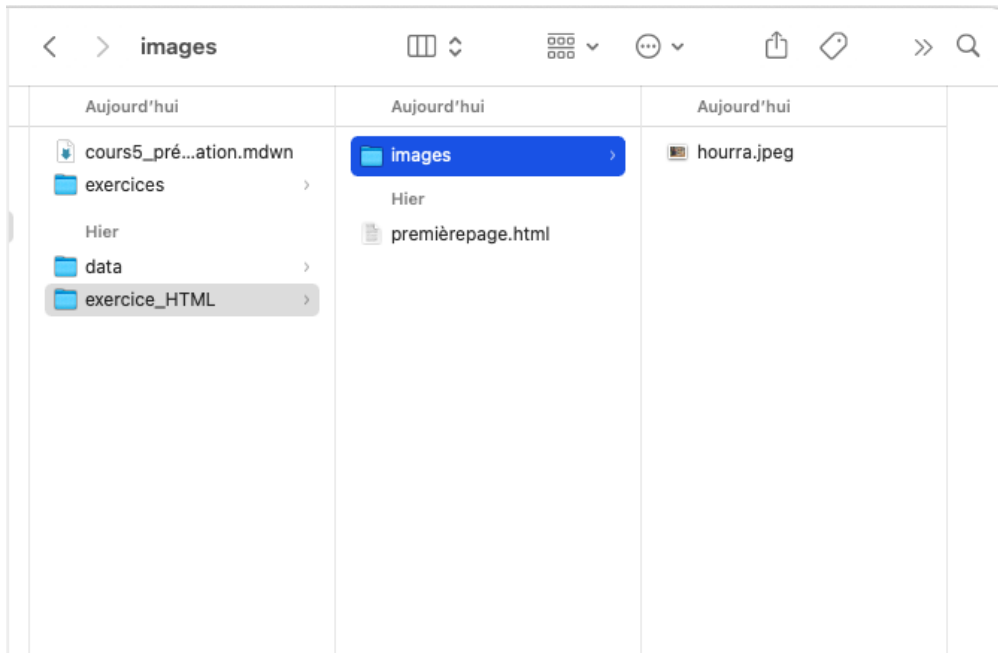 images
Aujourd'hui
cours5_pré...ation.mdwn
exercices
Hier
data
exercice_HTML
Aujourd'hui
images
Hier
premièrepage.html
Aujourd'hui
hourra.jpeg